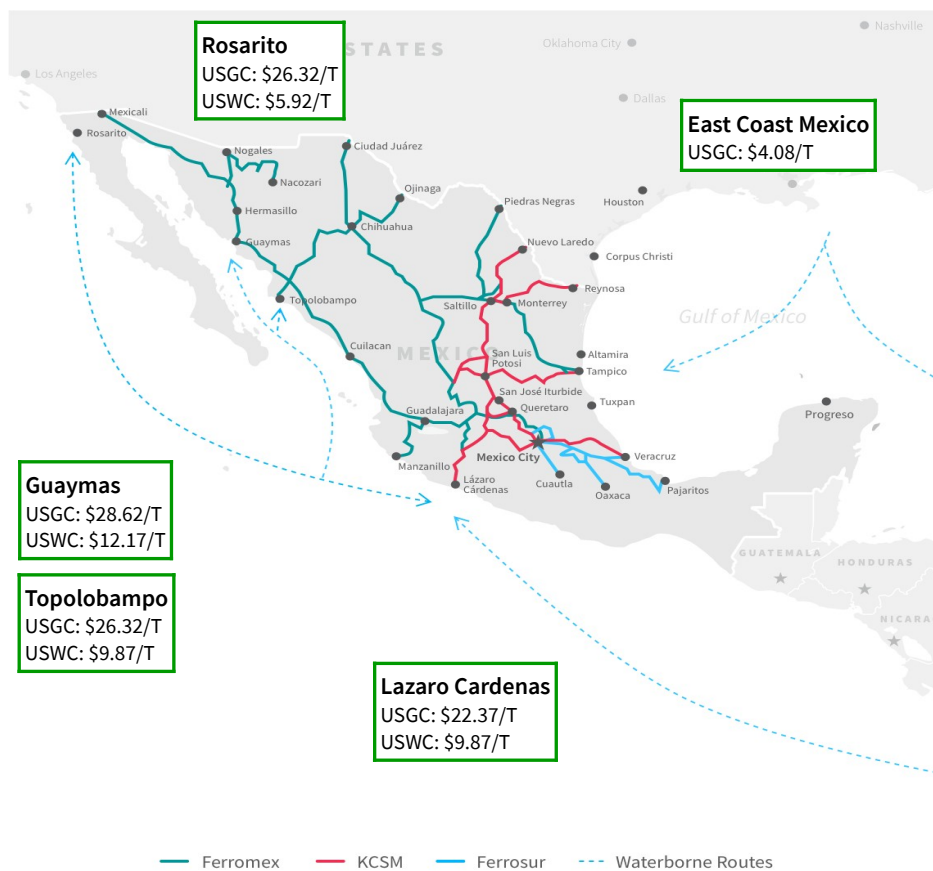 Nashville
Rosarito
USGC: $26.32/T
USWC: $5.92/T
STATES
Oklahoma City
Los Angeles
Dallas
East Coast Mexico
USGC: $4.08/T
Mexicali
Rosarito
Nogales
Ciudad Juárez
Nacozari
Ojinaga
Houston
Piedras Negras
Hermasillo
Chihuahua
Guaymas
Nuevo Laredo
Corpus Christi
Reynosa
Topolobampo
Saltillo
Monterrey
Gulf of Mexico
Cuilacan
MEXICO
San Luis
Potosi
Altamira
Tampico
San José Iturbide
Tuxpan
Guadalajara
Queretaro
Progreso
Manzanillo
Mexico City
Veracruz
Lázaro
Cárdenas
Cuautla
Oaxaca
Pajaritos
Guaymas
USGC: $28.62/T
USWC: $12.17/T
GUATEMALA
HONDURAS
Topolobampo
USGC: $26.32/T
USWC: $9.87/T
NICARAG
Lazaro Cardenas
USGC: $22.37/T
USWC: $9.87/T
Ferromex
KCSM
Ferrosur
Waterborne Routes